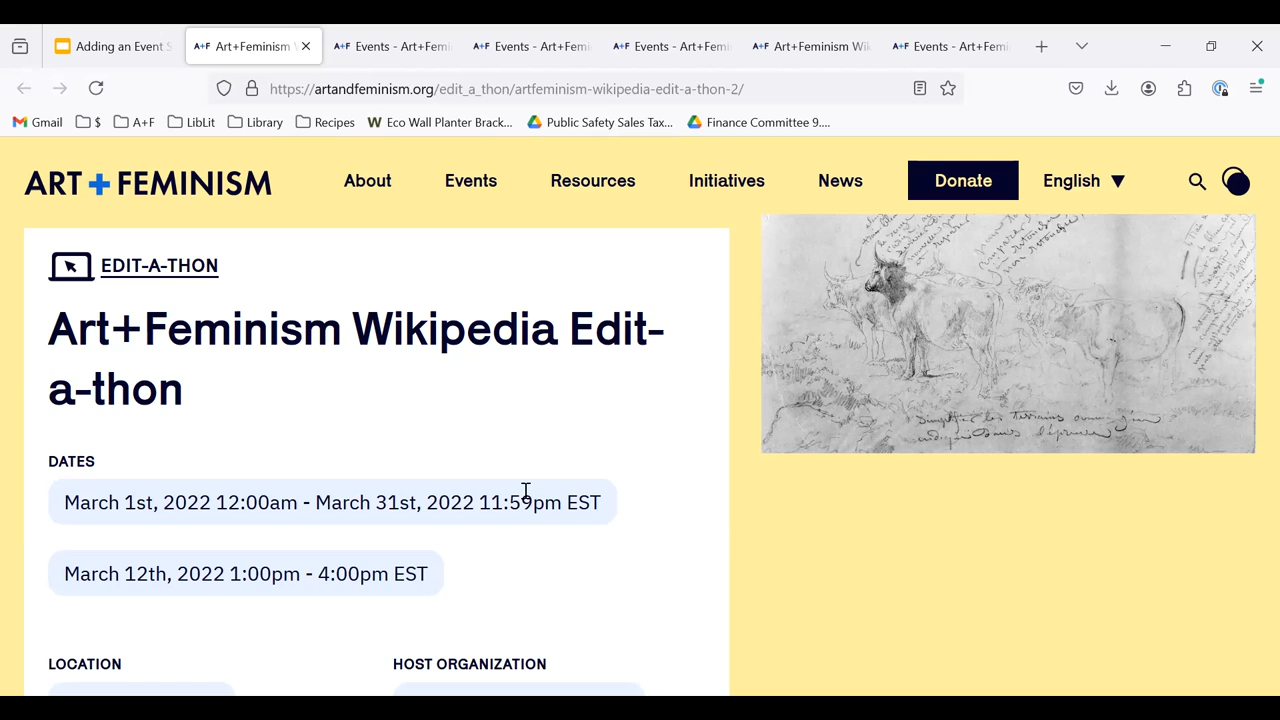 Adding an Event S
A+F Art+Feminism W
A+F Events - Art+Femi
A+F Events - Art+Femi
A+F Events - Art+Femi
A+F Art+Feminism Wik
A+F Events - Art+Femi
https://artandfeminism.org/edit_a_thon/artfeminism-wikipedia-edit-a-thon-2/
Gmail
$
A+F
LibLit
Library
Recipes
W Eco Wall Planter Brack...
Public Safety Sales Tax...
Finance Committee 9....
ART + FEMINISM
About
Events
Resources
Initiatives
News
Donate
English ▼
EDIT-A-THON
Art+Feminism Wikipedia Edit-
a-thon
DATES
March 1st, 2022 12:00am - March 31st, 2022 11:59pm EST
March 12th, 2022 1:00pm - 4:00pm EST
LOCATION
HOST ORGANIZATION